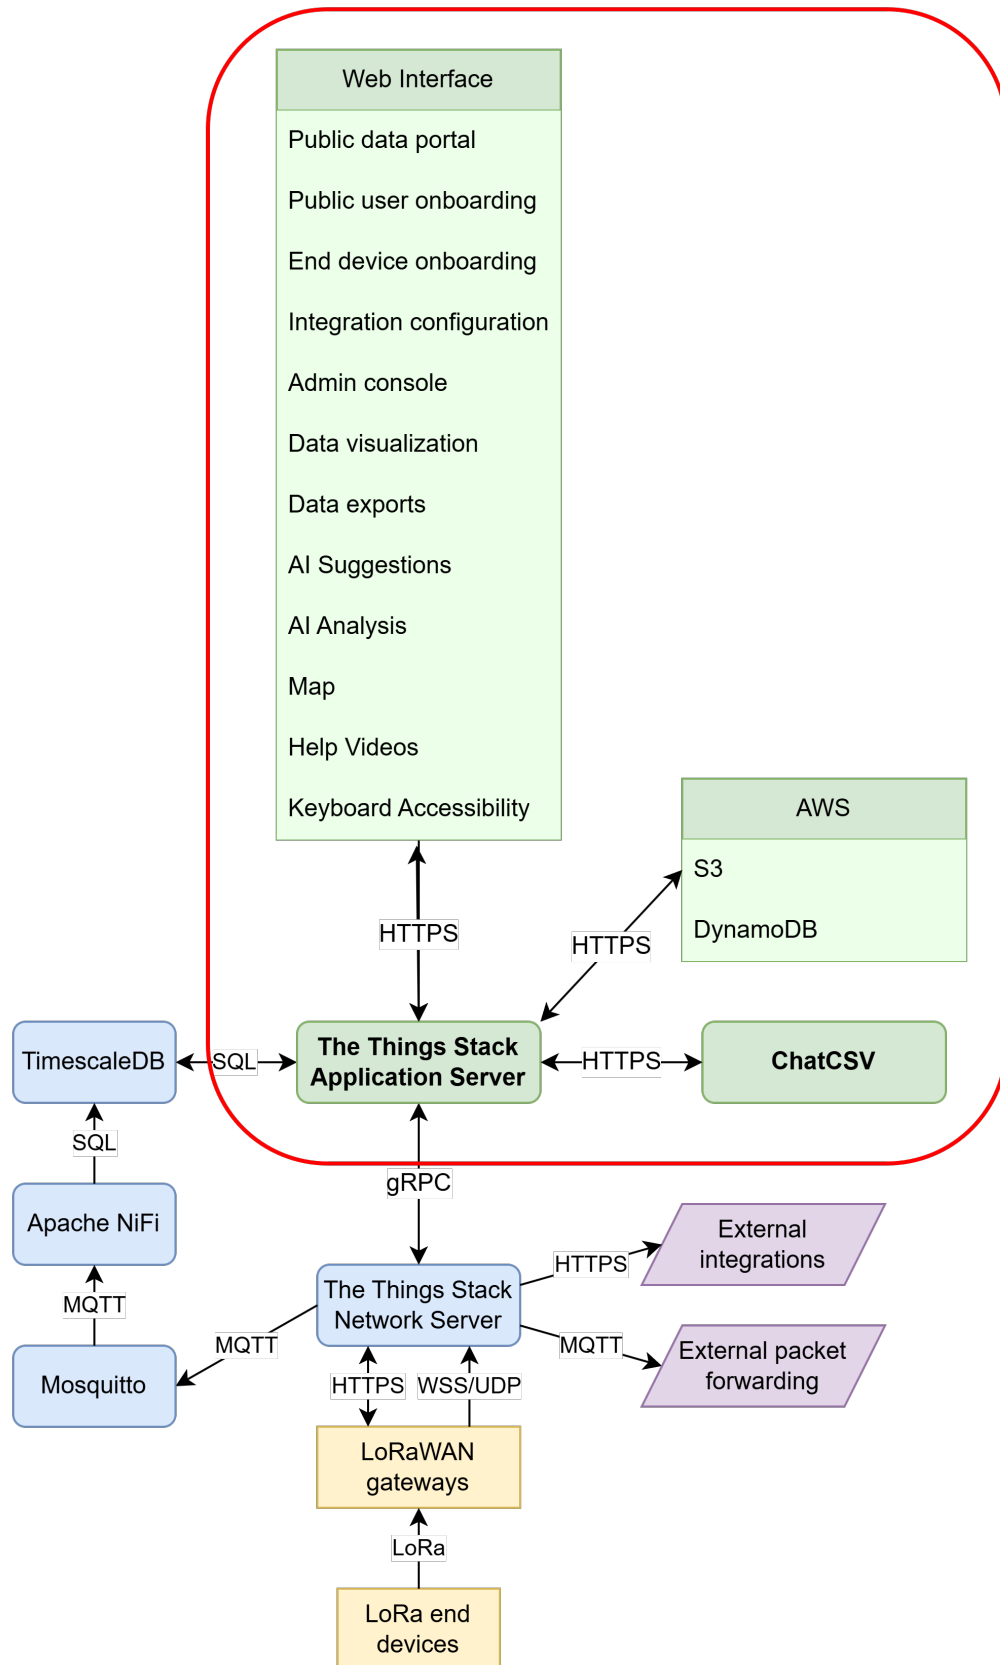 Web Interface
Public data portal
Public user onboarding
End device onboarding
Integration configuration
Admin console
Data visualization
Data exports
AI Suggestions
AI Analysis
Map
Help Videos
Keyboard Accessibility
AWS
S3
DynamoDB
HTTPS
HTTPS
TimescaleDB
SQL
The Things Stack
Application Server
HTTPS
ChatCSV
SQL
gRPC
Apache NiFi
External
integrations
HTTPS
The Things Stack
Network Server
MQTT
MQTT
MQTT
External packet
forwarding
Mosquitto
HTTPS
WSS/UDP
LoRaWAN
gateways
LoRa
LoRa end
devices